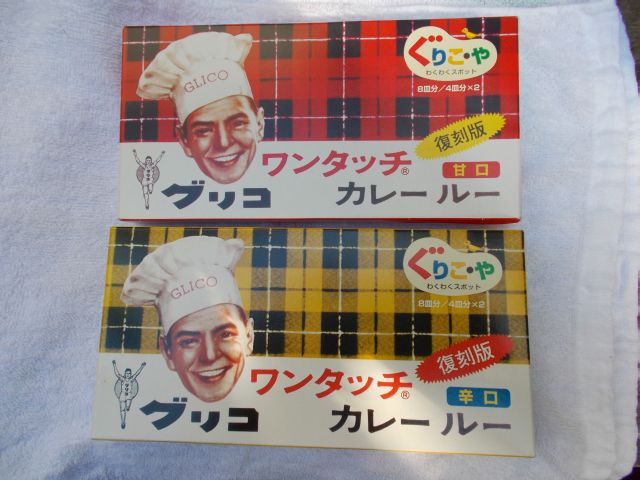 GLICO
ぐりこ・や
わくわくスポット
8皿分/4皿分×2
復刻版
ワンタッチ®
甘口
グリコ
カレールー
GLICO
ぐりこ・や
わくわくスポット
8皿分/4皿分×2
復刻版
ワンタッチ®
辛口
グリコ
カレールー